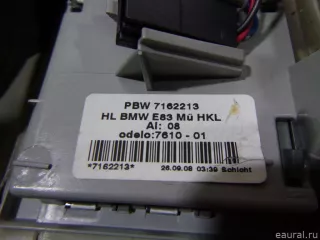 PBW 7162213
HL BMW E83 Mü HKL
AI: 08
odelo:7610 - 01
*7162213* 26.09.08 03:39 Schicht
eural.ru